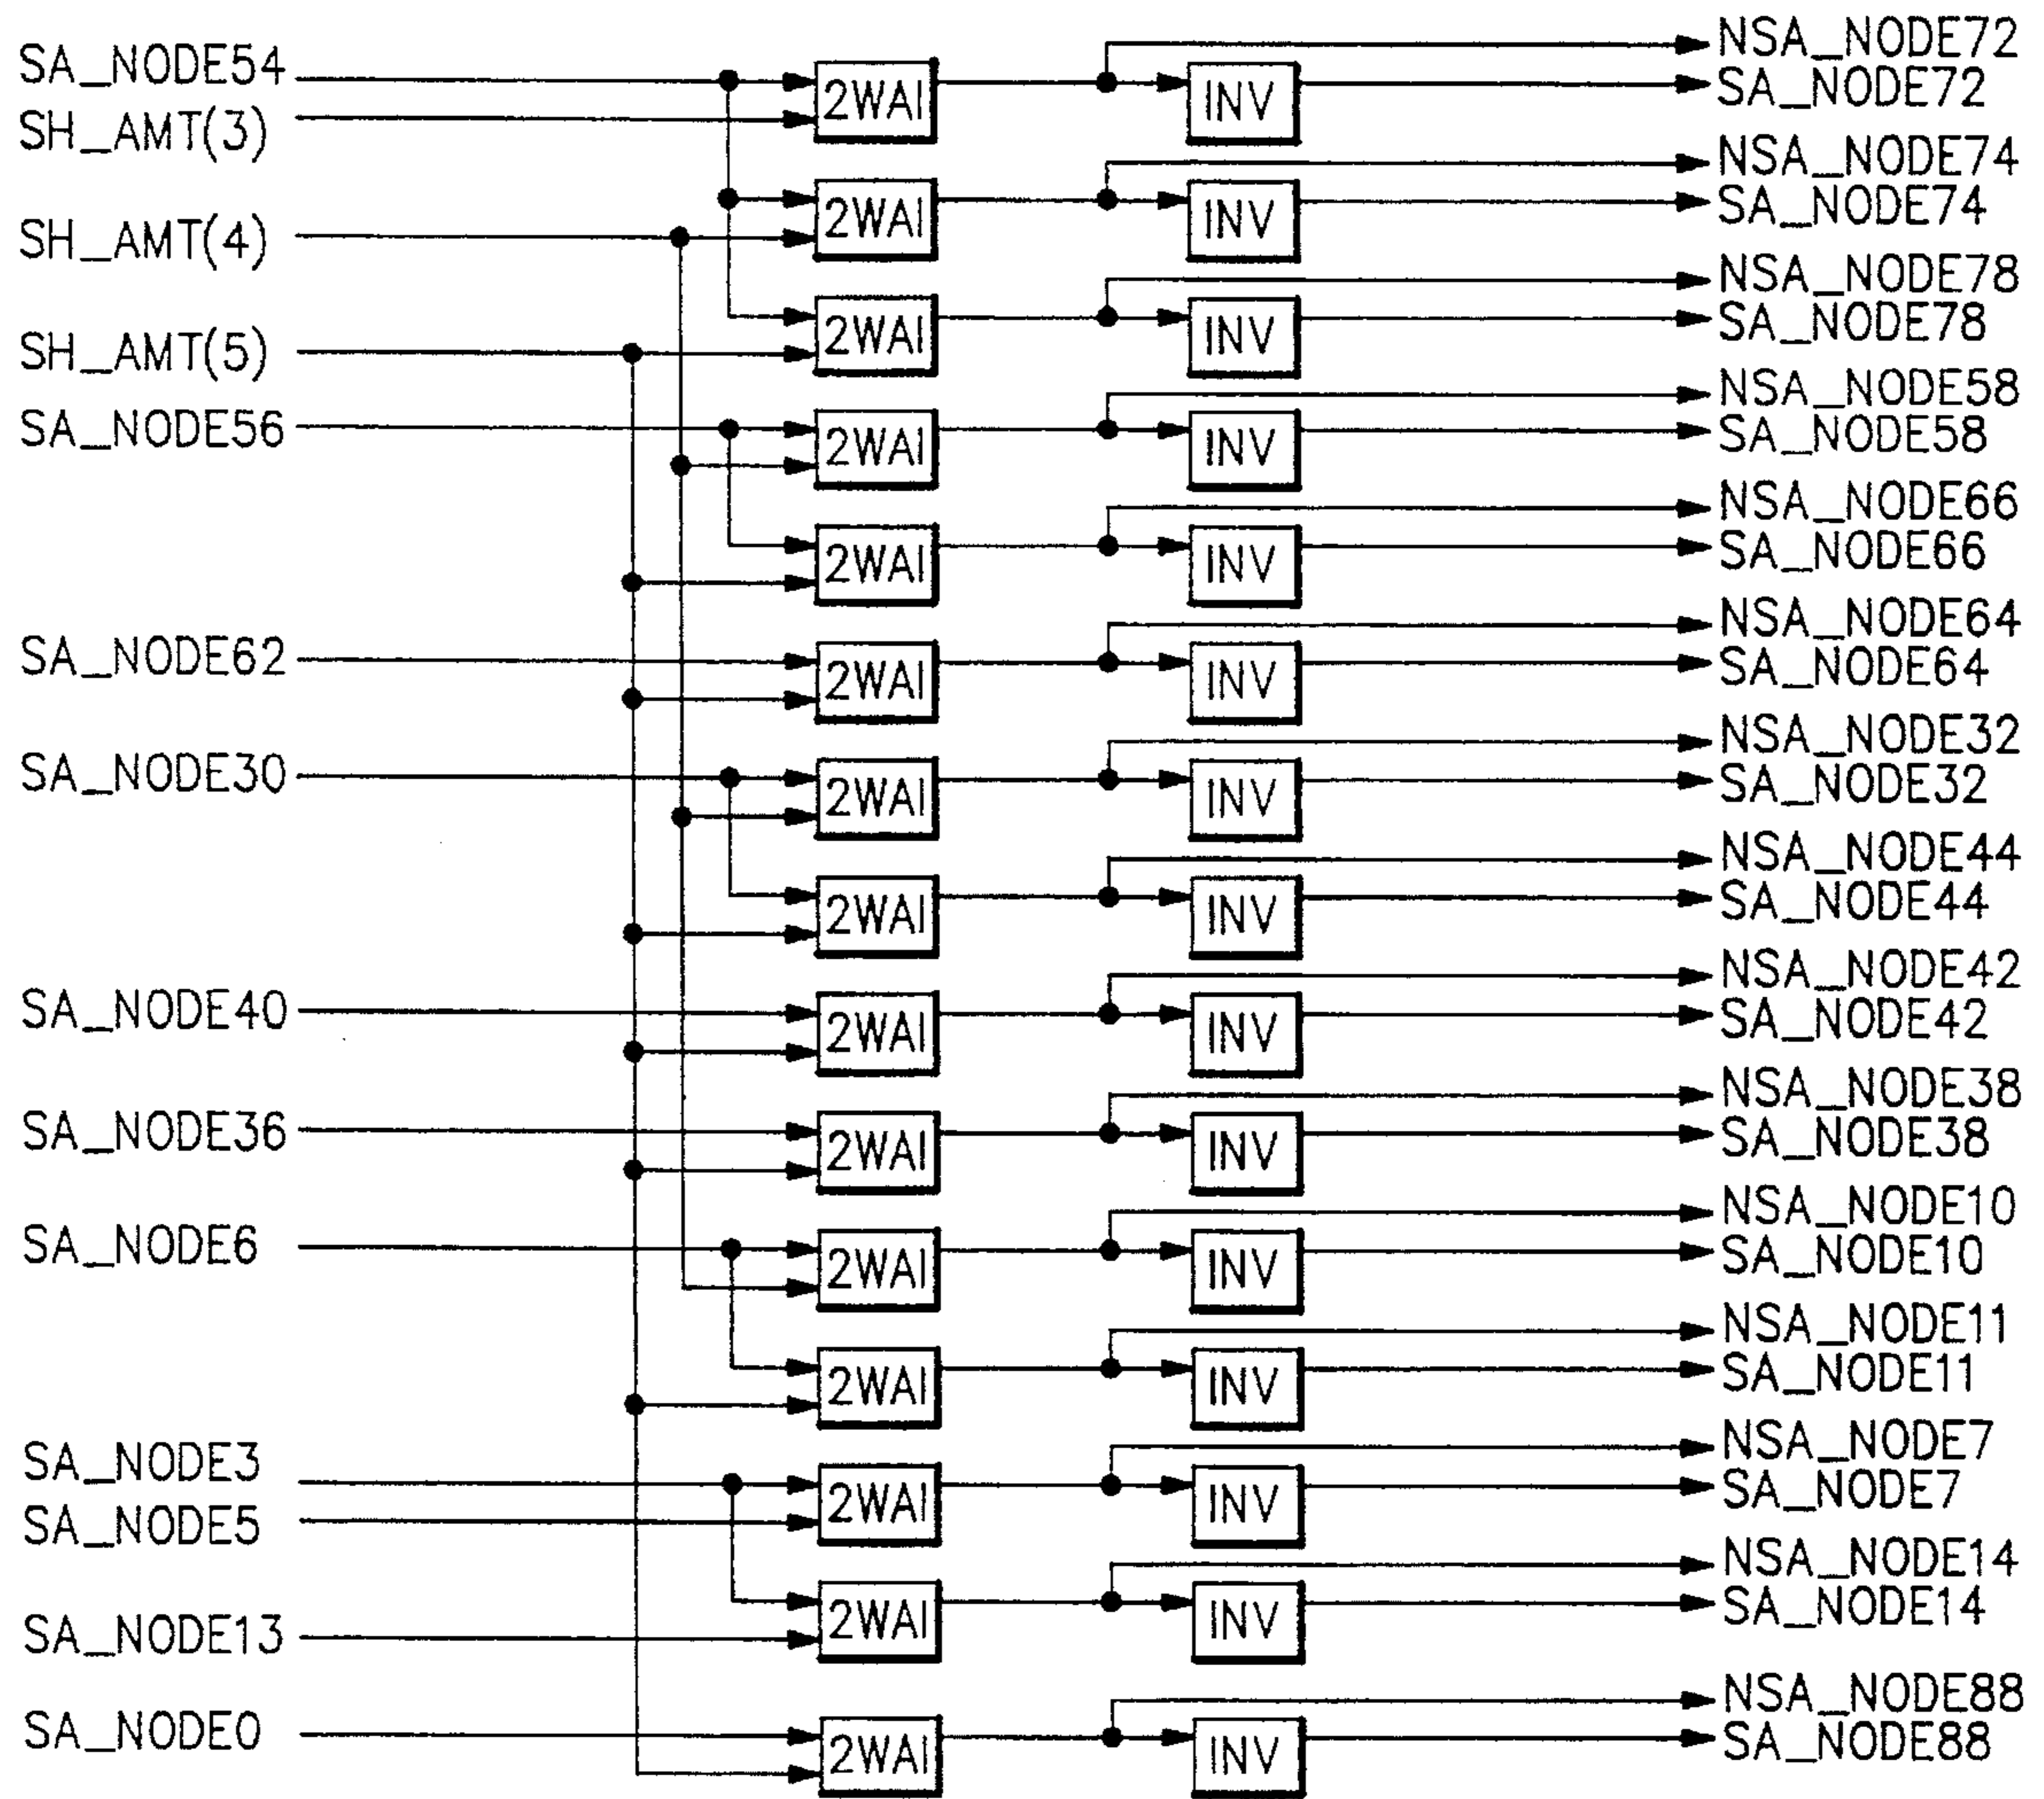 SA_NODE54
SH_AMT(3)
2WAI
INV
NSA_NODE72
SA_NODE72
SH_AMT(4)
2WAI
INV
NSA_NODE74
SA_NODE74
SH_AMT(5)
2WAI
INV
NSA_NODE78
SA_NODE78
SA_NODE56
2WAI
INV
NSA_NODE58
SA_NODE58
2WAI
INV
NSA_NODE66
SA_NODE66
SA_NODE62
2WAI
INV
NSA_NODE64
SA_NODE64
SA_NODE30
2WAI
INV
NSA_NODE32
SA_NODE32
2WAI
INV
NSA_NODE44
SA_NODE44
SA_NODE40
2WAI
INV
NSA_NODE42
SA_NODE42
SA_NODE36
2WAI
INV
NSA_NODE38
SA_NODE38
SA_NODE6
2WAI
INV
NSA_NODE10
SA_NODE10
2WAI
INV
NSA_NODE11
SA_NODE11
SA_NODE3
SA_NODE5
2WAI
INV
NSA_NODE7
SA_NODE7
SA_NODE13
2WAI
INV
NSA_NODE14
SA_NODE14
SA_NODE0
2WAI
INV
NSA_NODE88
SA_NODE88